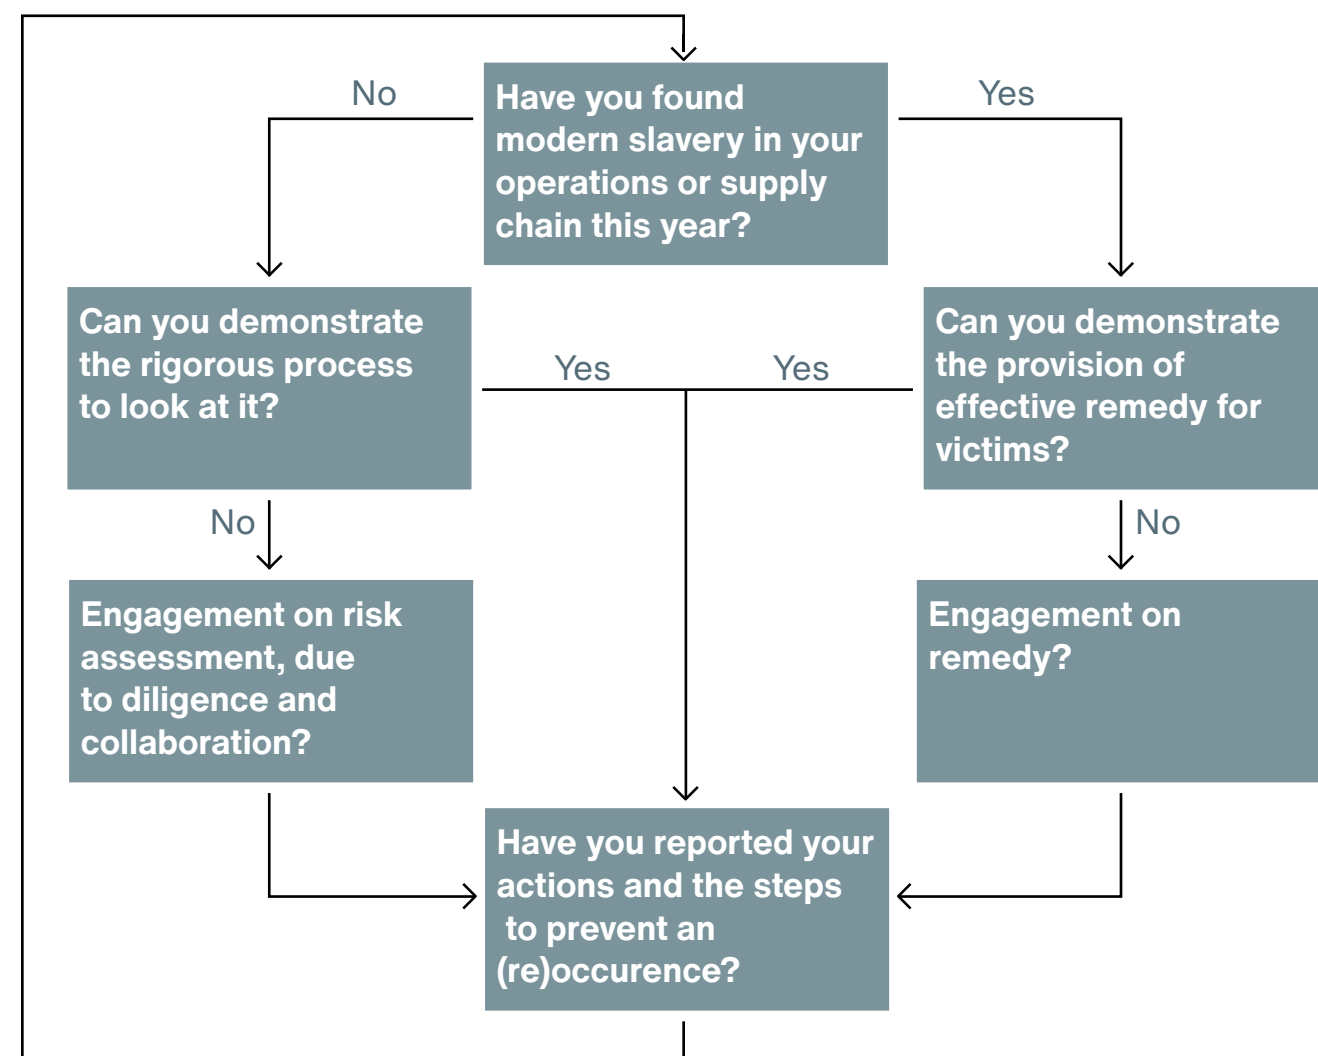 No
Have you found
modern slavery in your
operations or supply
chain this year?
Yes
Can you demonstrate
the rigorous process
to look at it?
Yes
Yes
Can you demonstrate
the provision of
effective remedy for
victims?
No
No
Engagement on risk
assessment, due
to diligence and
collaboration?
Engagement on
remedy?
Have you reported your
actions and the steps
to prevent an
(re)occurence?